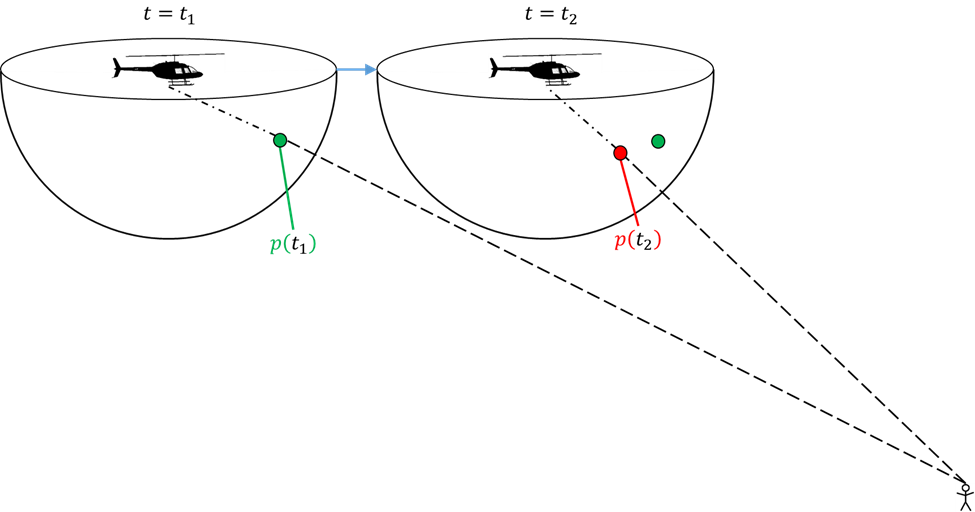 t = t₁
t = t₂
p(t₁)
p(t₂)